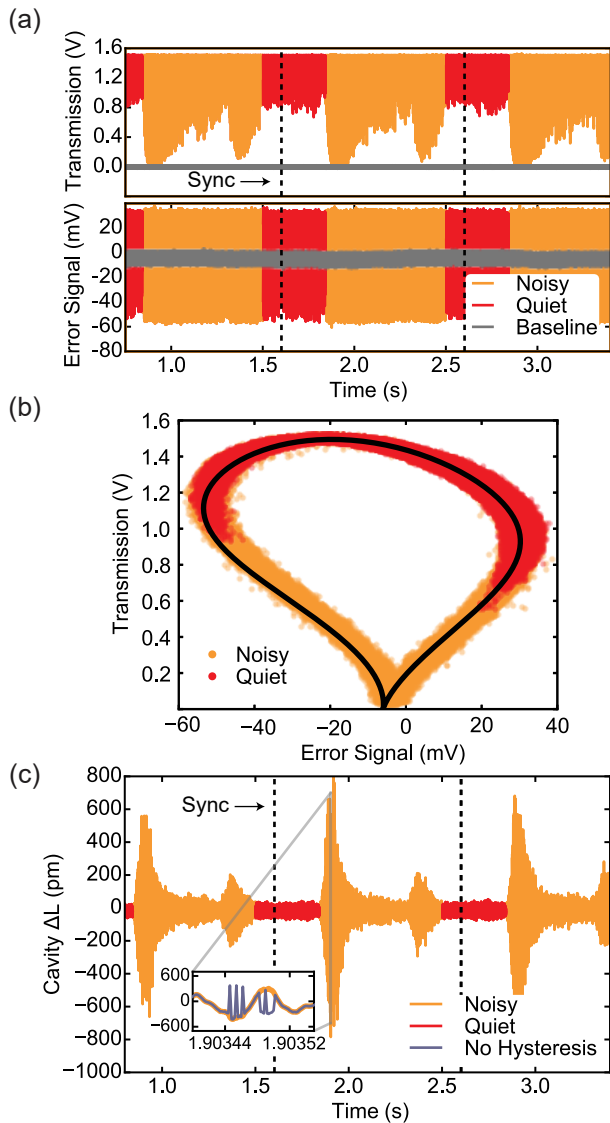 (a)
Transmission (V)
1.6
1.2
0.8
0.4
0.0
Sync →
Error Signal (mV)
20
0
−20
−40
−60
−80
Noisy
Quiet
Baseline
1.0 1.5 2.0 2.5 3.0
Time (s)
(b)
Transmission (V)
1.6
1.4
1.2
1.0
0.8
0.6
0.4
0.2
Noisy
Quiet
−60 −40 −20 0 20 40
Error Signal (mV)
(c)
Cavity ΔL (pm)
800
600
400
200
0
−200
−400
−600
−800
−1000
Sync →
600
0
−600
1.90344 1.90352
Noisy
Quiet
No Hysteresis
1.0 1.5 2.0 2.5 3.0
Time (s)